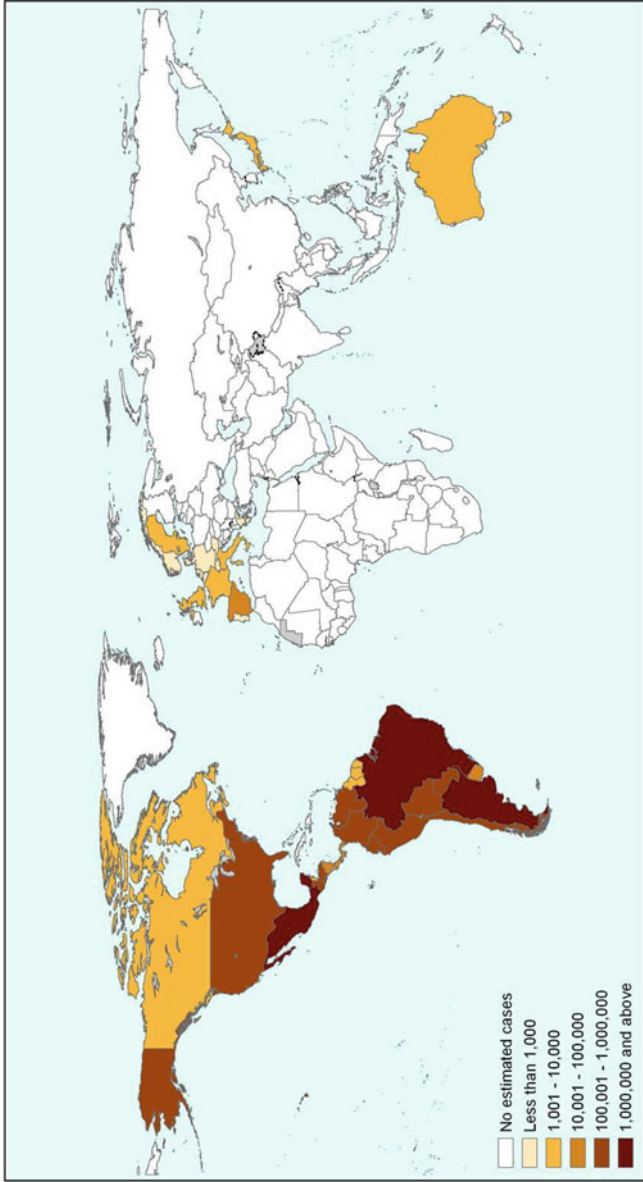 No estimated cases
Less than 1,000
1,001 - 10,000
10,001 - 100,000
100,001 - 1,000,000
1,000,000 and above